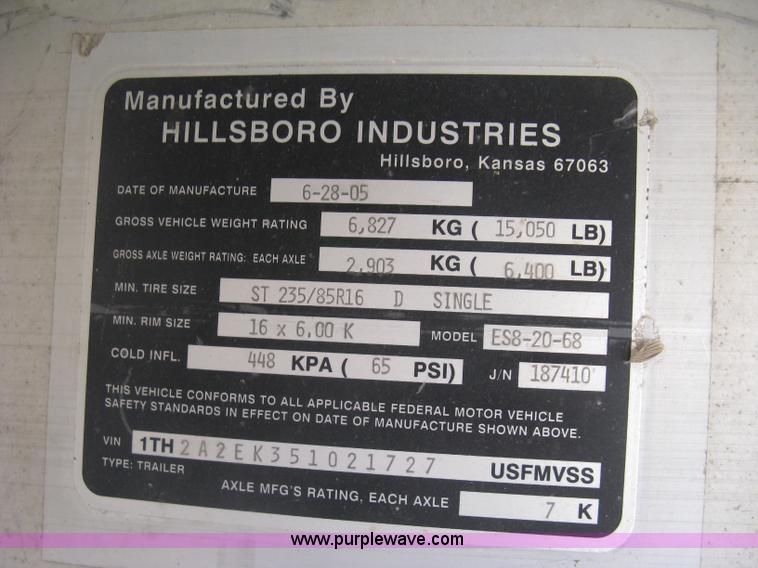 Manufactured By
HILLSBORO INDUSTRIES
Hillsboro, Kansas 67063
DATE OF MANUFACTURE 6-28-05
GROSS VEHICLE WEIGHT RATING 6,827 KG ( 15,050 LB)
GROSS AXLE WEIGHT RATING: EACH AXLE 2,903 KG ( 6,400 LB)
MIN. TIRE SIZE ST 235/85R16 D SINGLE
MIN. RIM SIZE 16 x 6.00 K MODEL ES8-20-68
COLD INFL. 448 KPA ( 65 PSI) J/N 187410
THIS VEHICLE CONFORMS TO ALL APPLICABLE FEDERAL MOTOR VEHICLE
SAFETY STANDARDS IN EFFECT ON DATE OF MANUFACTURE SHOWN ABOVE.
VIN 1TH2A2EK351021727 USFMVSS
TYPE: TRAILER
AXLE MFG'S RATING, EACH AXLE 7 K
www.purplewave.com